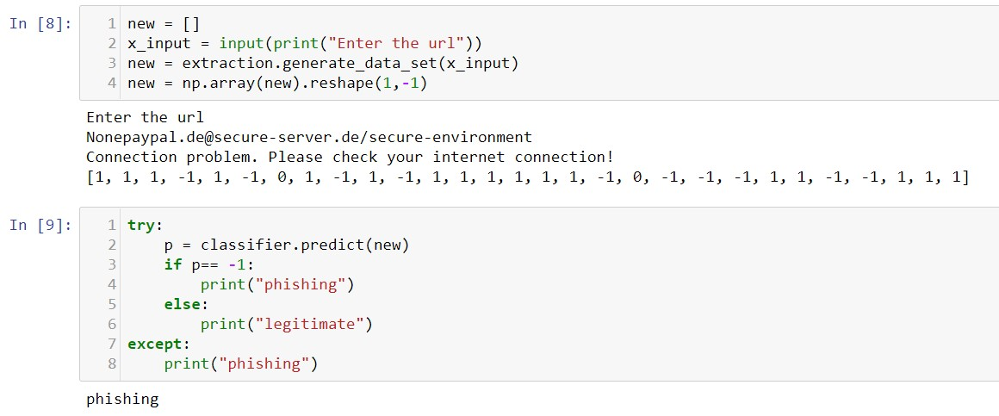 In [8]:
1 new = []
2 x_input = input(print("Enter the url"))
3 new = extraction.generate_data_set(x_input)
4 new = np.array(new).reshape(1,-1)
Enter the url
Nonepaypal.de@secure-server.de/secure-environment
Connection problem. Please check your internet connection!
[1, 1, 1, -1, 1, -1, 0, 1, -1, 1, -1, 1, 1, 1, 1, 1, 1, -1, 0, -1, -1, -1, 1, 1, -1, -1, 1, 1, 1]
In [9]:
1 try:
2     p = classifier.predict(new)
3     if p== -1:
4         print("phishing")
5     else:
6         print("legitimate")
7 except:
8     print("phishing")
phishing